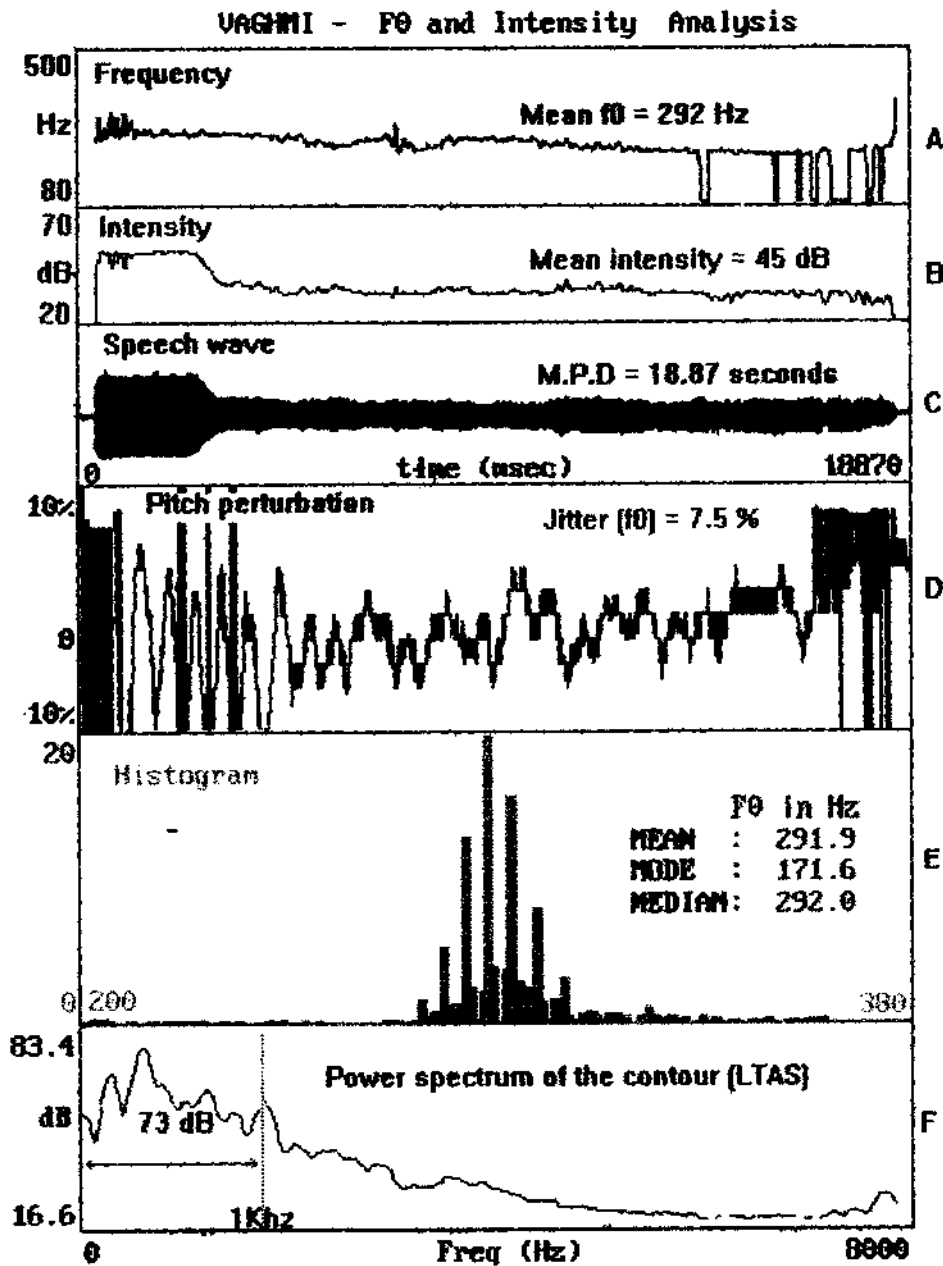 VAGHMI - F0 and Intensity Analysis
500
Frequency
Hz
Mean f0 = 292 Hz
A
80
70
Intensity
dB
Mean intensity = 45 dB
B
20
Speech wave
M.P.D = 18.87 seconds
C
0
time (msec)
18870
10%
Pitch perturbation
Jitter (f0) = 7.5 %
D
0
10%
20
Histogram
F0 in Hz
MEAN : 291.9
MODE : 171.6
MEDIAN: 292.0
E
0
200
380
83.4
Power spectrum of the contour (LTAS)
dB
73 dB
F
16.6
1Khz
0
Freq (Hz)
8000